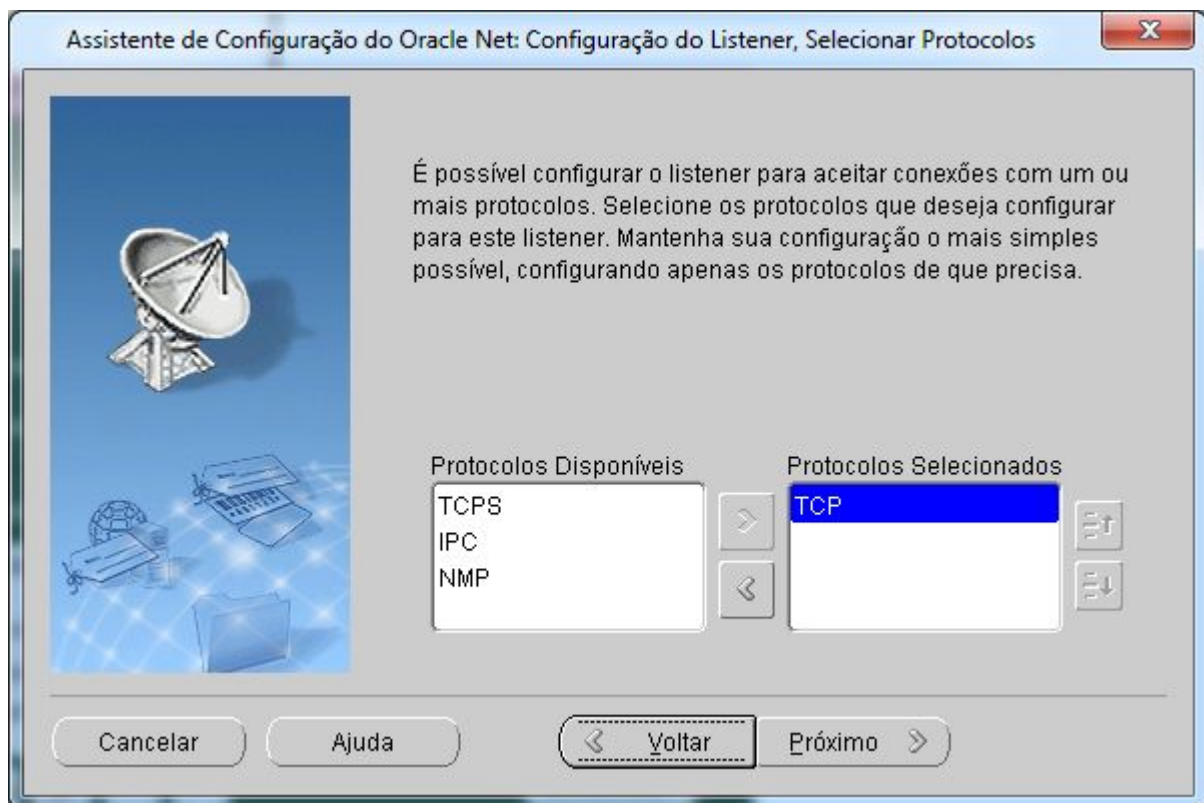 Assistente de Configuração do Oracle Net: Configuração do Listener, Selecionar Protocolos
É possível configurar o listener para aceitar conexões com um ou
mais protocolos. Selecione os protocolos que deseja configurar
para este listener. Mantenha sua configuração o mais simples
possível, configurando apenas os protocolos de que precisa.
Protocolos Disponíveis
TCPS
IPC
NMP
Protocolos Selecionados
TCP
Cancelar
Ajuda
Voltar
Próximo